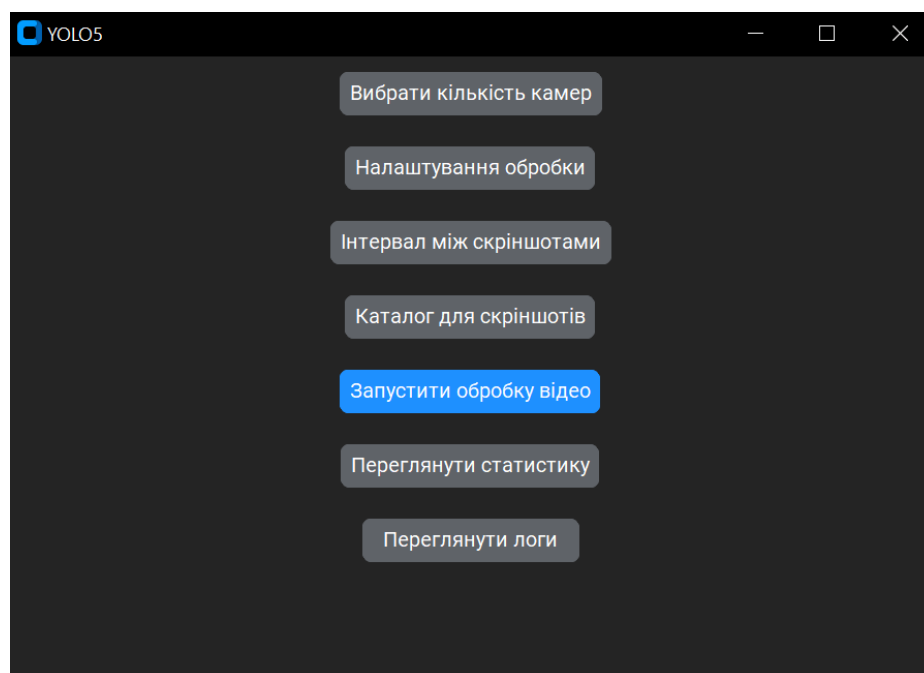 YOLO5
Вибрати кількість камер
Налаштування обробки
Інтервал між скріншотами
Каталог для скріншотів
Запустити обробку відео
Переглянути статистику
Переглянути логи